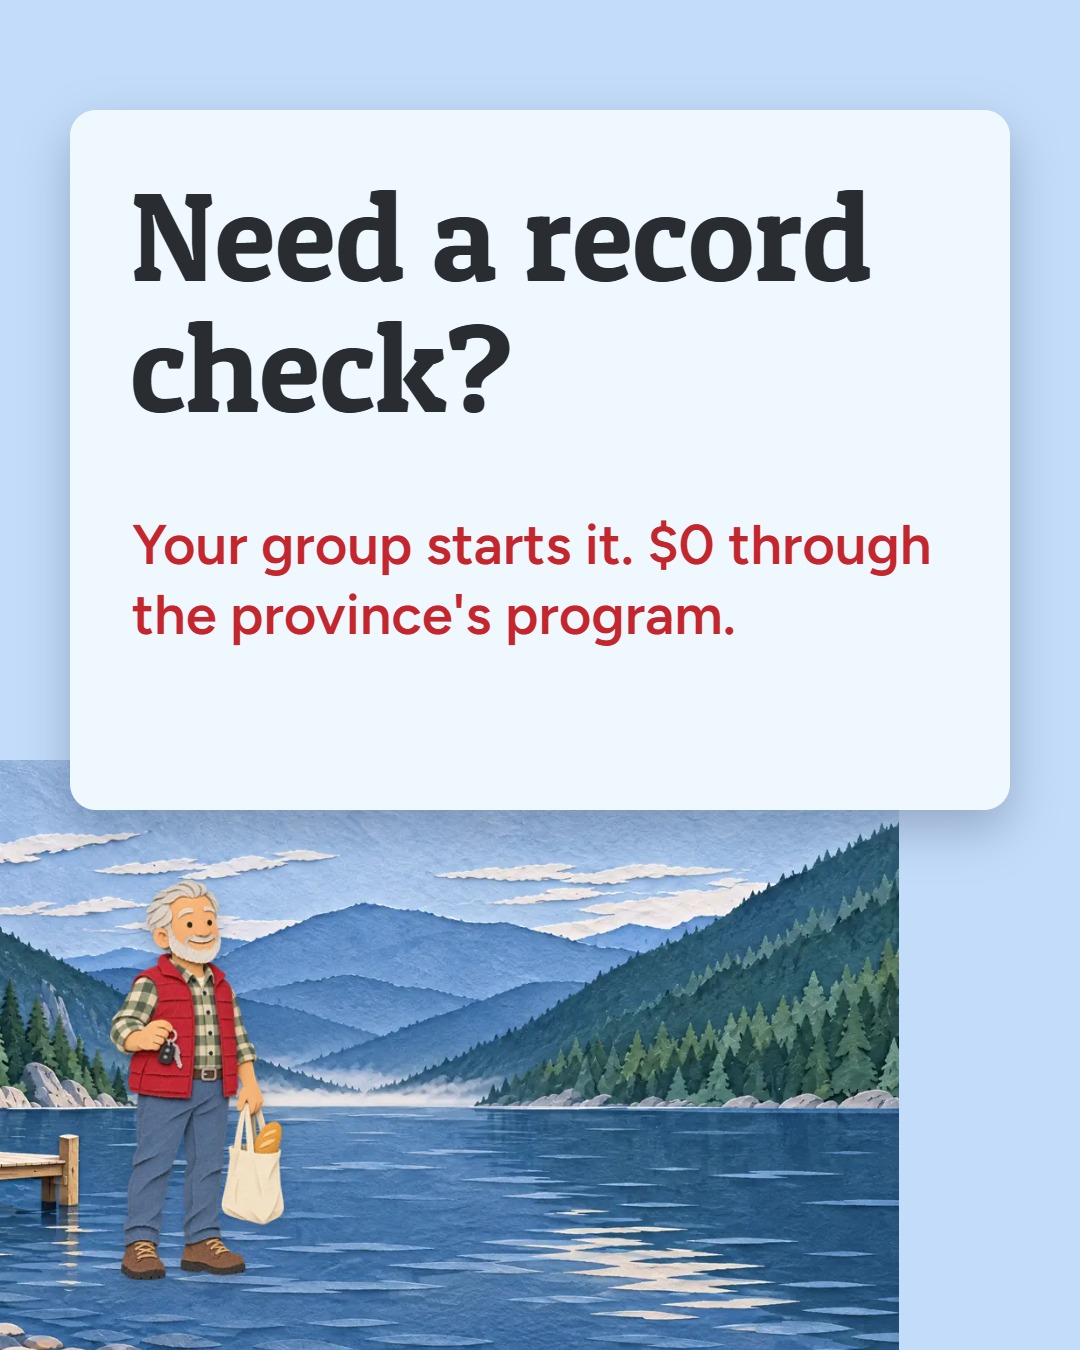 Need a record
check?
Your group starts it. $0 through
the province's program.